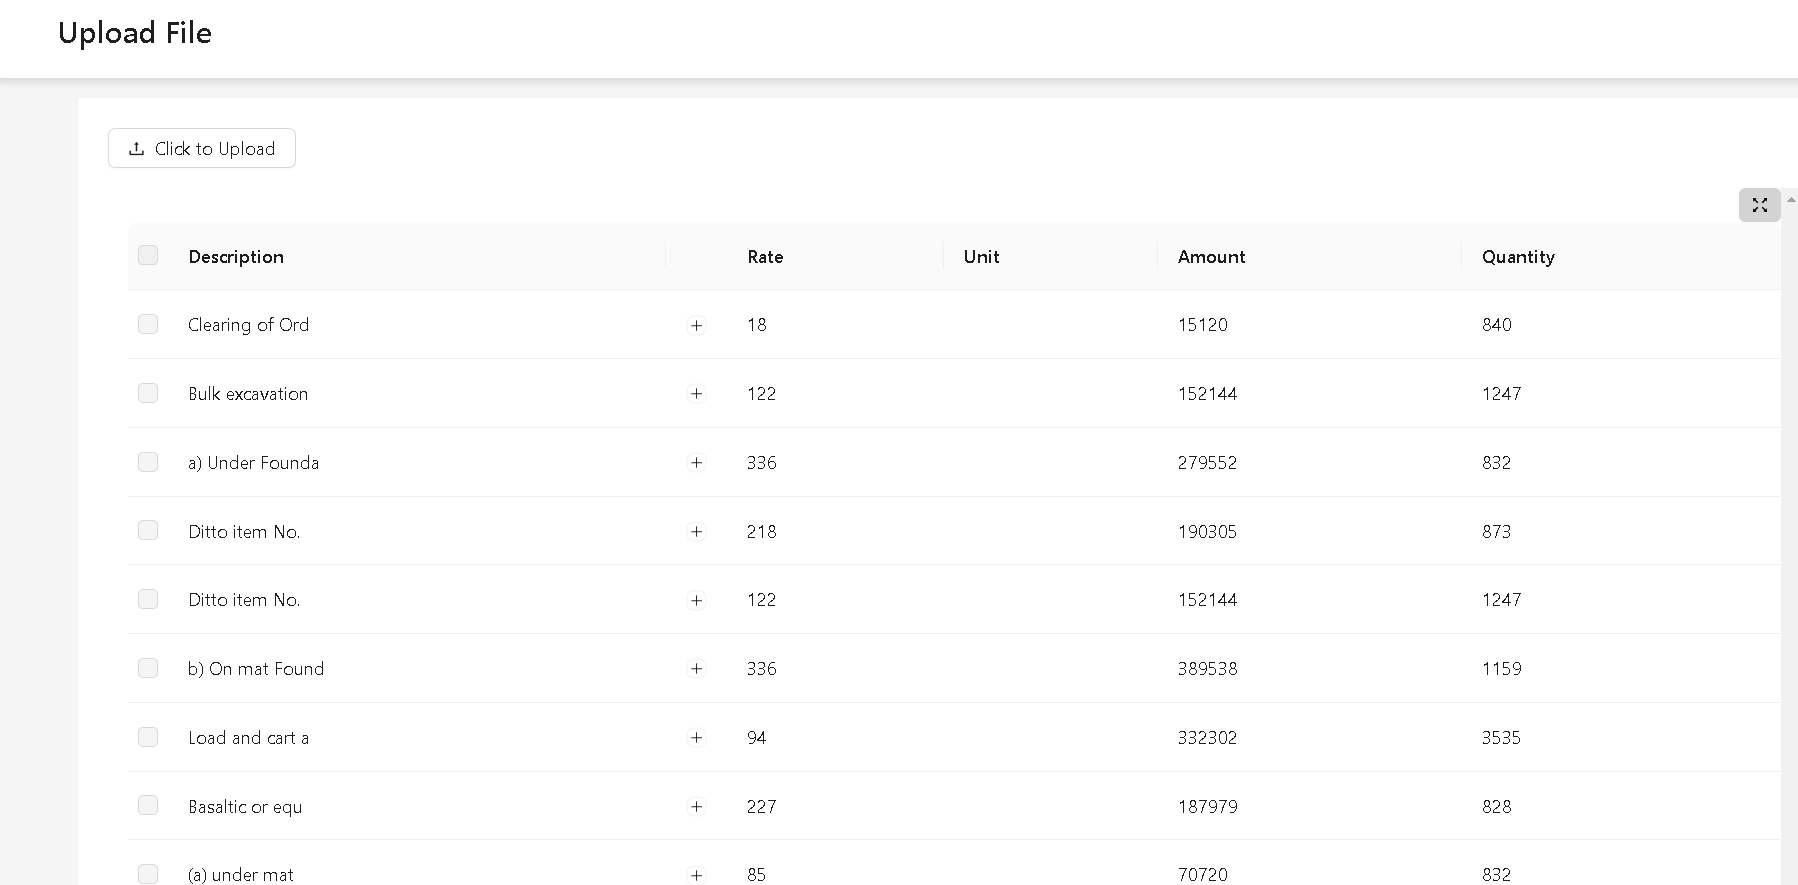 Upload File
Click to Upload
Description Rate Unit Amount Quantity
Clearing of Ord + 18 15120 840
Bulk excavation + 122 152144 1247
a) Under Founda + 336 279552 832
Ditto item No. + 218 190305 873
Ditto item No. + 122 152144 1247
b) On mat Found + 336 389538 1159
Load and cart a + 94 332302 3535
Basaltic or equ + 227 187979 828
(a) under mat + 85 70720 832